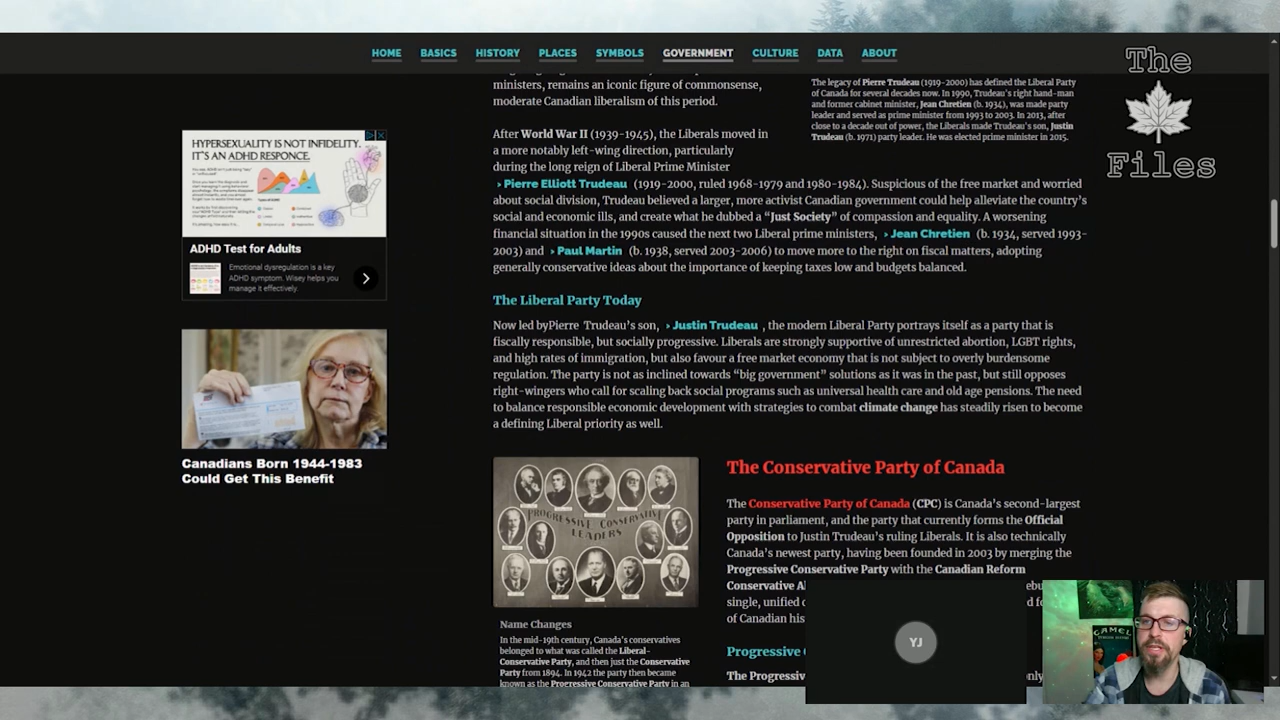 HOME BASICS HISTORY PLACES SYMBOLS GOVERNMENT CULTURE DATA ABOUT
The
Files
ministers, remains an iconic figure of commonsense,
moderate Canadian liberalism of this period.
The legacy of Pierre Trudeau (1919-2000) has defined the Liberal Party
of Canada for several decades now. In 1990, Trudeau's right hand-man
and former cabinet minister, Jean Chretien (b. 1934), was made party
leader and served as prime minister from 1993 to 2003. In 2013, after
close to a decade out of power, the Liberals made Trudeau's son, Justin
Trudeau (b. 1971) party leader. He was elected prime minister in 2015.
After World War II (1939-1945), the Liberals moved in
a more notably left-wing direction, particularly
during the long reign of Liberal Prime Minister
› Pierre Elliott Trudeau (1919-2000, ruled 1968-1979 and 1980-1984). Suspicious of the free market and worried
about social division, Trudeau believed a larger, more activist Canadian government could help alleviate the country's
social and economic ills, and create what he dubbed a "Just Society" of compassion and equality. A worsening
financial situation in the 1990s caused the next two Liberal prime ministers, › Jean Chretien (b. 1934, served 1993-
2003) and › Paul Martin (b. 1938, served 2003-2006) to move more to the right on fiscal matters, adopting
generally conservative ideas about the importance of keeping taxes low and budgets balanced.
The Liberal Party Today
Now led byPierre Trudeau's son, › Justin Trudeau , the modern Liberal Party portrays itself as a party that is
fiscally responsible, but socially progressive. Liberals are strongly supportive of unrestricted abortion, LGBT rights,
and high rates of immigration, but also favour a free market economy that is not subject to overly burdensome
regulation. The party is not as inclined towards "big government" solutions as it was in the past, but still opposes
right-wingers who call for scaling back social programs such as universal health care and old age pensions. The need
to balance responsible economic development with strategies to combat climate change has steadily risen to become
a defining Liberal priority as well.
HYPERSEXUALITY IS NOT INFIDELITY.
IT'S AN ADHD RESPONCE.
ADHD Test for Adults
Emotional dysregulation is a key
ADHD symptom. Wisey helps you
manage it effectively.
Canadians Born 1944-1983
Could Get This Benefit
PROGRESSIVE CONSERVATIVE
LEADERS
Name Changes
In the mid-19th century, Canada's conservatives
belonged to what was called the Liberal-
Conservative Party, and then just the Conservative
Party from 1894. In 1942 the party then became
known as the Progressive Conservative Party in an
The Conservative Party of Canada
The Conservative Party of Canada (CPC) is Canada's second-largest
party in parliament, and the party that currently forms the Official
Opposition to Justin Trudeau's ruling Liberals. It is also technically
Canada's newest party, having been founded in 2003 by merging the
Progressive Conservative Party with the Canadian Reform
Conservative Al
single, unified
of Canadian his
Progressive
The Progressiv
YJ
CAMEL